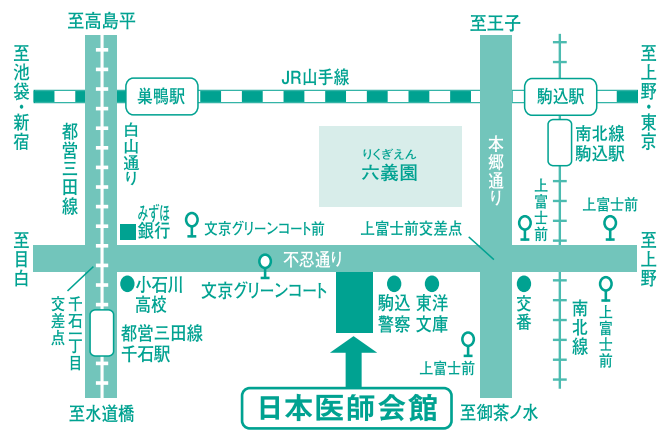 至高島平
至王子
至池袋・新宿
JR山手線
巣鴨駅
駒込駅
至上野・東京
都営三田線
白山通り
りくぎえん
六義園
本郷通り
南北線
駒込駅
みずほ
銀行
文京グリーンコート前
上富士前交差点
上富士前
上富士前
至目白
不忍通り
至上野
文京グリーンコート
小石川
高校
千石一丁目
交差点
駒込
警察
東洋
文庫
交番
南北線
上富士前
都営三田線
千石駅
上富士前
至水道橋
日本医師会館
至御茶ノ水